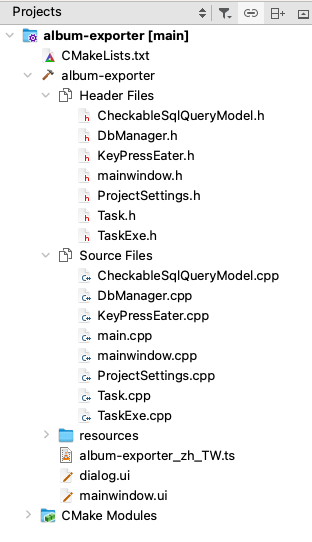 Projects
album-exporter [main]
CMakeLists.txt
album-exporter
Header Files
CheckableSqlQueryModel.h
DbManager.h
KeyPressEater.h
mainwindow.h
ProjectSettings.h
Task.h
TaskExe.h
Source Files
CheckableSqlQueryModel.cpp
DbManager.cpp
KeyPressEater.cpp
main.cpp
mainwindow.cpp
ProjectSettings.cpp
Task.cpp
TaskExe.cpp
resources
album-exporter_zh_TW.ts
dialog.ui
mainwindow.ui
CMake Modules